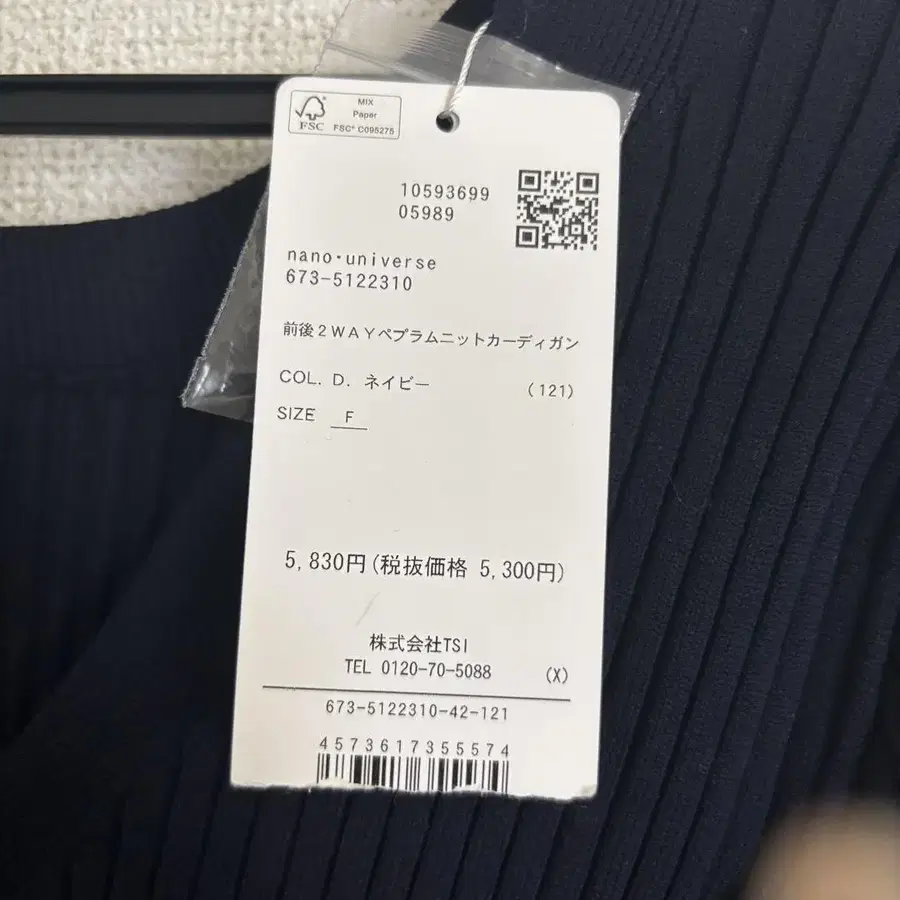 MIX
Paper
FSC
FSC® C095275
10593699
05989
nano・universe
673-5122310
前後2WAYペプラムニットカーディガン
COL. D. ネイビー (121)
SIZE F
5,830円(税抜価格 5,300円)
株式会社TSI
TEL 0120-70-5088 (X)
673-5122310-42-121
4573617355574